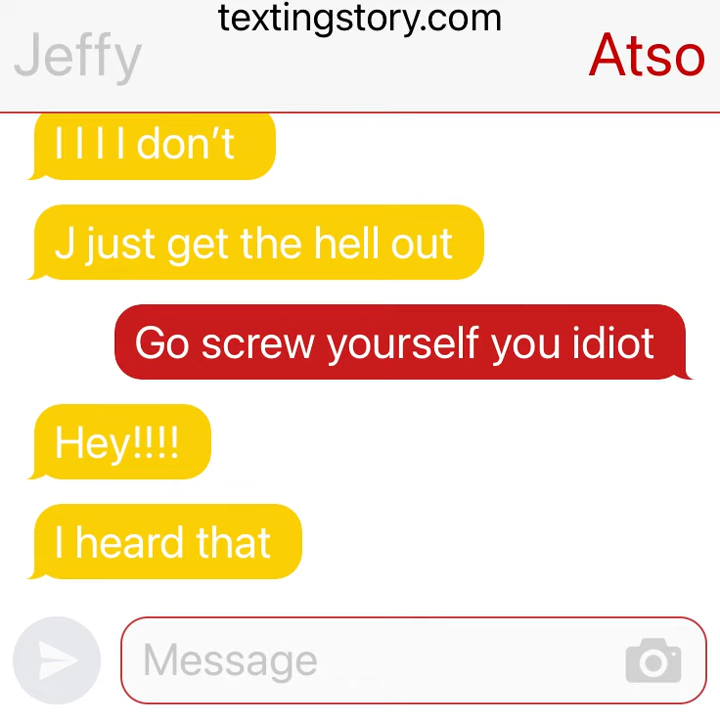 textingstory.com
Jeffy
Atso
I I I I don’t
J just get the hell out
Go screw yourself you idiot
Hey!!!!
I heard that
Message